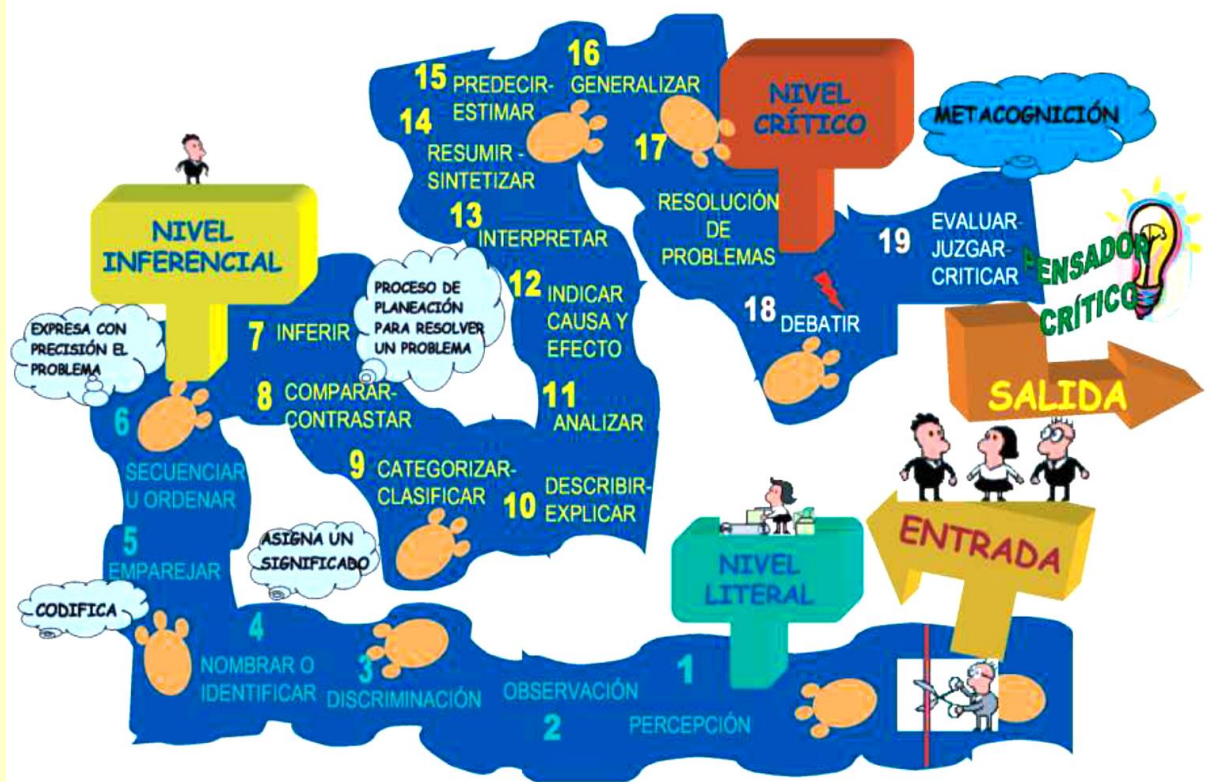 ENTRADA
NIVEL
LITERAL
1
PERCEPCIÓN
OBSERVACIÓN
2
3
DISCRIMINACIÓN
4
NOMBRAR O
IDENTIFICAR
ASIGNA UN
SIGNIFICADO
CODIFICA
5
EMPAREJAR
6
SECUENCIAR
U ORDENAR
EXPRESA CON
PRECISIÓN EL
PROBLEMA
NIVEL
INFERENCIAL
7 INFERIR
PROCESO DE
PLANEACIÓN
PARA RESOLVER
UN PROBLEMA
8 COMPARAR-
CONTRASTAR
9 CATEGORIZAR-
CLASIFICAR
10 DESCRIBIR-
EXPLICAR
11
ANALIZAR
12 INDICAR
CAUSA Y
EFECTO
13
INTERPRETAR
14
RESUMIR -
SINTETIZAR
15 PREDECIR-
ESTIMAR
16
GENERALIZAR
17
RESOLUCIÓN
DE
PROBLEMAS
NIVEL
CRÍTICO
18 DEBATIR
19 EVALUAR-
JUZGAR-
CRITICAR
METACOGNICIÓN
PENSADOR
CRÍTICO
SALIDA